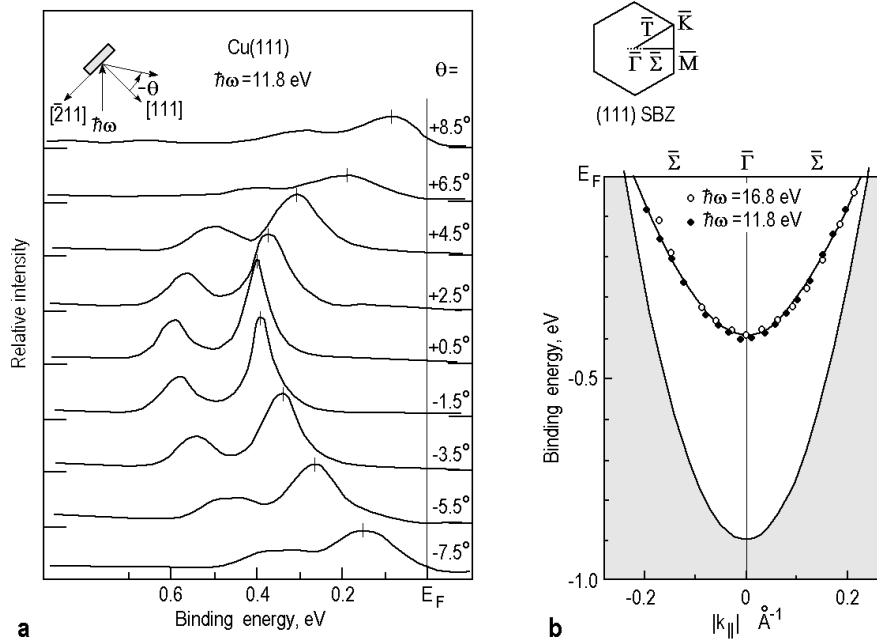 Cu(111)
ħω=11.8 eV
θ=
-θ
[2̅11]
ħω
[111]
+8.5°
+6.5°
+4.5°
+2.5°
+0.5°
-1.5°
-3.5°
-5.5°
-7.5°
Relative intensity
0.6 0.4 0.2 E_F
Binding energy, eV
a
T̅ K̅
Γ̅ Σ̅ M̅
(111) SBZ
Σ̅ Γ̅ Σ̅
E_F
ħω=16.8 eV
ħω=11.8 eV
-0.5
-1.0
Binding energy, eV
-0.2 0 0.2
|k_∥| Å⁻¹
b